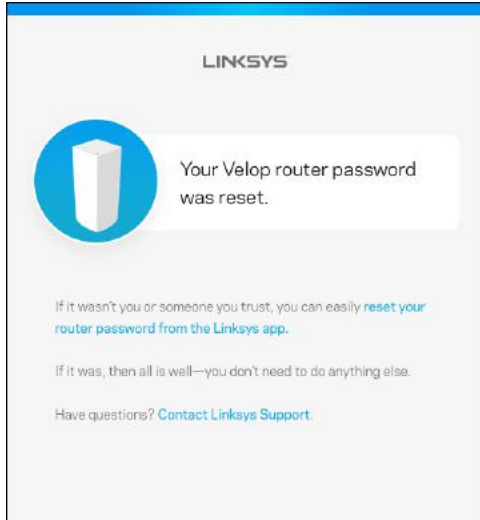 LINKSYS
Your Velop router password
was reset.
If it wasn't you or someone you trust, you can easily reset your
router password from the Linksys app.
If it was, then all is well—you don't need to do anything else.
Have questions? Contact Linksys Support.